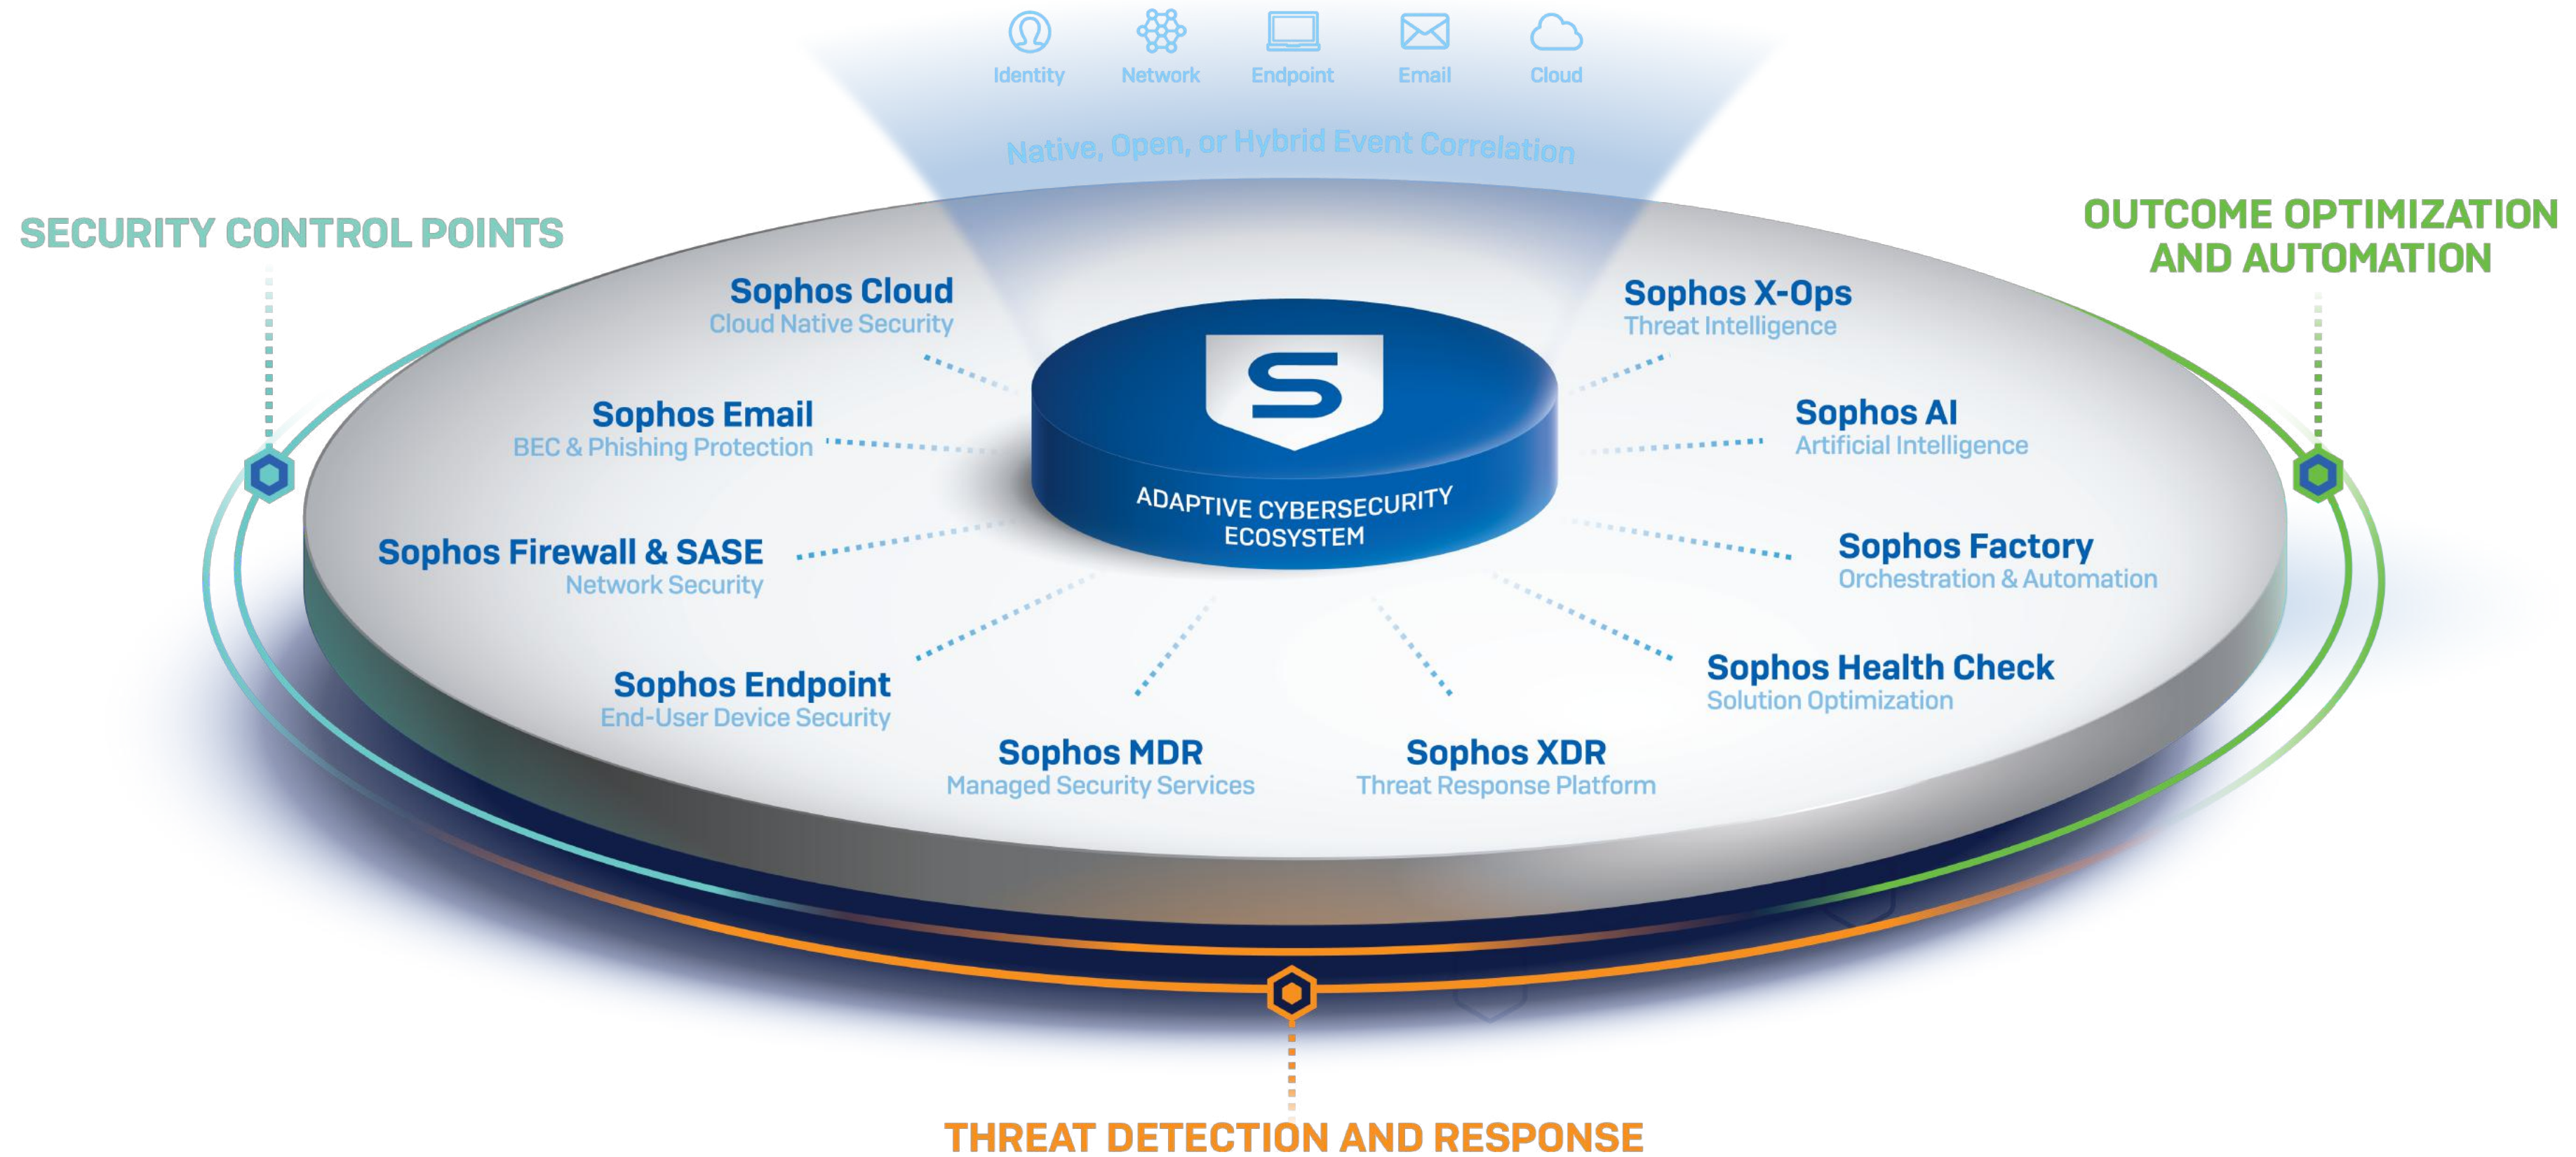 Identity
Network
Endpoint
Email
Cloud
Native, Open, or Hybrid Event Correlation
SECURITY CONTROL POINTS
OUTCOME OPTIMIZATION
AND AUTOMATION
Sophos Cloud
Cloud Native Security
Sophos Email
BEC & Phishing Protection
Sophos Firewall & SASE
Network Security
Sophos Endpoint
End-User Device Security
Sophos MDR
Managed Security Services
Sophos XDR
Threat Response Platform
Sophos Health Check
Solution Optimization
Sophos Factory
Orchestration & Automation
Sophos AI
Artificial Intelligence
Sophos X-Ops
Threat Intelligence
S
ADAPTIVE CYBERSECURITY
ECOSYSTEM
THREAT DETECTION AND RESPONSE